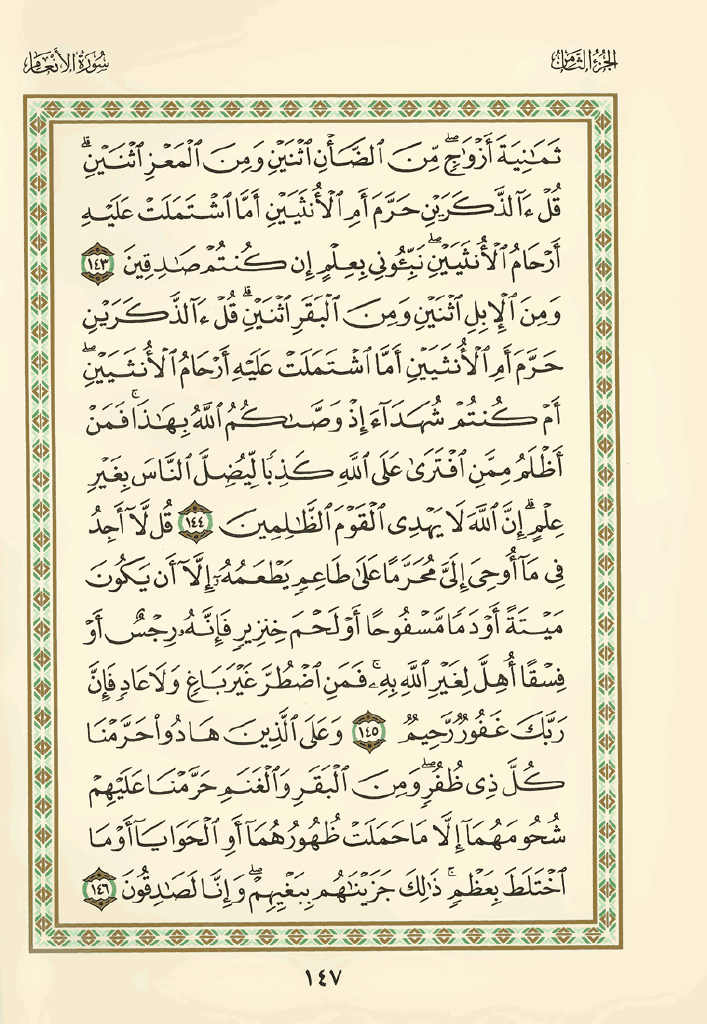 الجزء الثامن
سورة الأنعام
ثَمَٰنِيَةَ أَزْوَٰجٍۖ مِّنَ ٱلضَّأْنِ ٱثْنَيْنِ وَمِنَ ٱلْمَعْزِ ٱثْنَيْنِۗ
قُلْ ءَآلذَّكَرَيْنِ حَرَّمَ أَمِ ٱلْأُنثَيَيْنِ أَمَّا ٱشْتَمَلَتْ عَلَيْهِ
أَرْحَامُ ٱلْأُنثَيَيْنِۖ نَبِّـُٔونِى بِعِلْمٍ إِن كُنتُمْ صَٰدِقِينَ ١٤٣
وَمِنَ ٱلْإِبِلِ ٱثْنَيْنِ وَمِنَ ٱلْبَقَرِ ٱثْنَيْنِۗ قُلْ ءَآلذَّكَرَيْنِ
حَرَّمَ أَمِ ٱلْأُنثَيَيْنِ أَمَّا ٱشْتَمَلَتْ عَلَيْهِ أَرْحَامُ ٱلْأُنثَيَيْنِۖ
أَمْ كُنتُمْ شُهَدَآءَ إِذْ وَصَّىٰكُمُ ٱللَّهُ بِهَٰذَاۚ فَمَنْ
أَظْلَمُ مِمَّنِ ٱفْتَرَىٰ عَلَى ٱللَّهِ كَذِبًا لِّيُضِلَّ ٱلنَّاسَ بِغَيْرِ
عِلْمٍۗ إِنَّ ٱللَّهَ لَا يَهْدِى ٱلْقَوْمَ ٱلظَّٰلِمِينَ ١٤٤ قُل لَّآ أَجِدُ
فِى مَآ أُوحِىَ إِلَىَّ مُحَرَّمًا عَلَىٰ طَاعِمٍ يَطْعَمُهُۥٓ إِلَّآ أَن يَكُونَ
مَيْتَةً أَوْ دَمًا مَّسْفُوحًا أَوْ لَحْمَ خِنزِيرٍ فَإِنَّهُۥ رِجْسٌ أَوْ
فِسْقًا أُهِلَّ لِغَيْرِ ٱللَّهِ بِهِۦۚ فَمَنِ ٱضْطُرَّ غَيْرَ بَاغٍ وَلَا عَادٍ فَإِنَّ
رَبَّكَ غَفُورٌ رَّحِيمٌ ١٤٥ وَعَلَى ٱلَّذِينَ هَادُوا۟ حَرَّمْنَا
كُلَّ ذِى ظُفُرٍۖ وَمِنَ ٱلْبَقَرِ وَٱلْغَنَمِ حَرَّمْنَا عَلَيْهِمْ
شُحُومَهُمَآ إِلَّا مَا حَمَلَتْ ظُهُورُهُمَآ أَوِ ٱلْحَوَايَآ أَوْ مَا
ٱخْتَلَطَ بِعَظْمٍۚ ذَٰلِكَ جَزَيْنَٰهُم بِبَغْيِهِمْۖ وَإِنَّا لَصَٰدِقُونَ ١٤٦
١٤٧